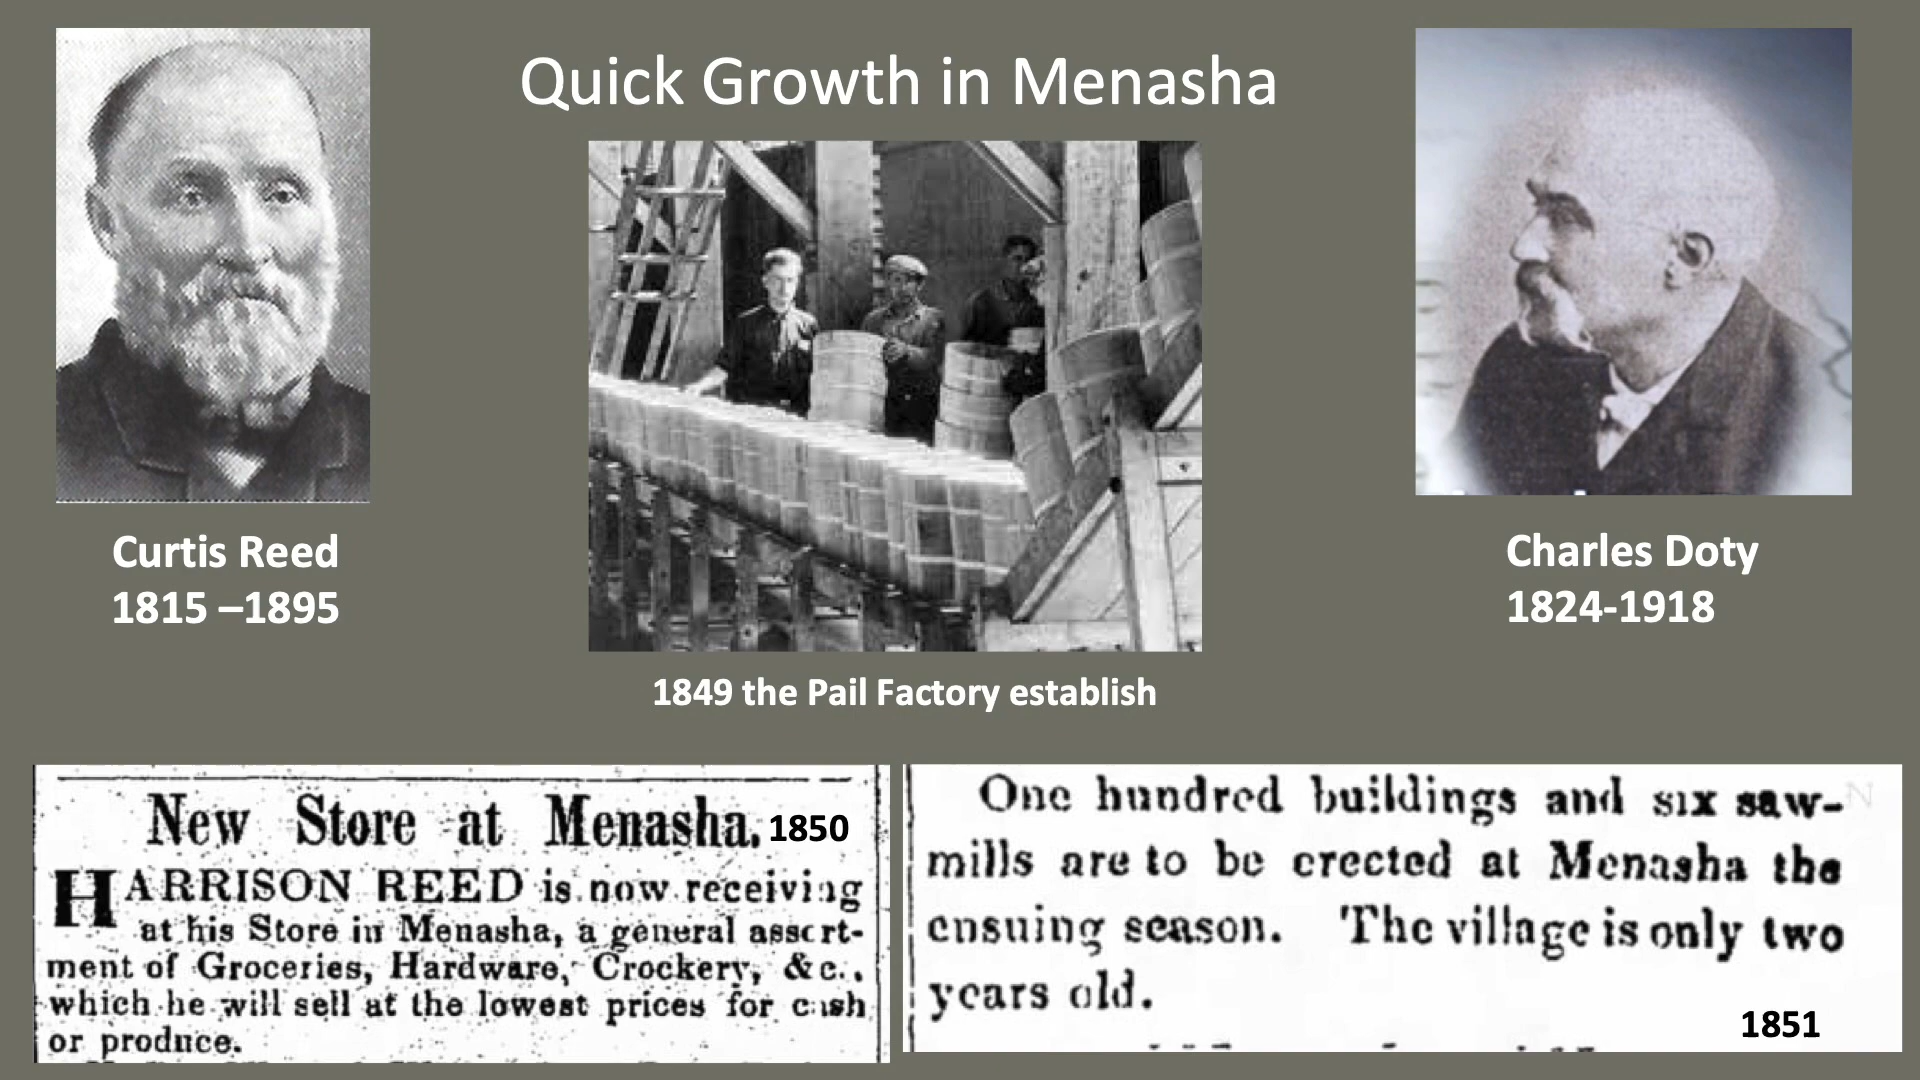 Quick Growth in Menasha
Curtis Reed
1815 –1895
Charles Doty
1824-1918
1849 the Pail Factory establish
New Store at Menasha. 1850
HARRISON REED is now receiving
at his Store in Menasha, a general assort-
ment of Groceries, Hardware, Crockery, &c.,
which he will sell at the lowest prices for cash
or produce.
One hundred buildings and six saw-
mills are to be erected at Menasha the
ensuing season. The village is only two
years old.
1851